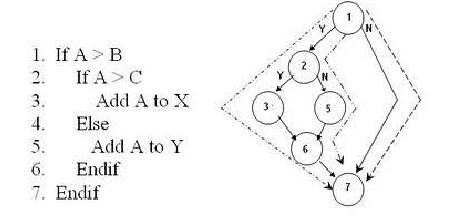 1. If A > B
2. If A > C
3. Add A to X
4. Else
5. Add A to Y
6. Endif
7. Endif
1
Y
N
2
Y
N
3
5
6
7